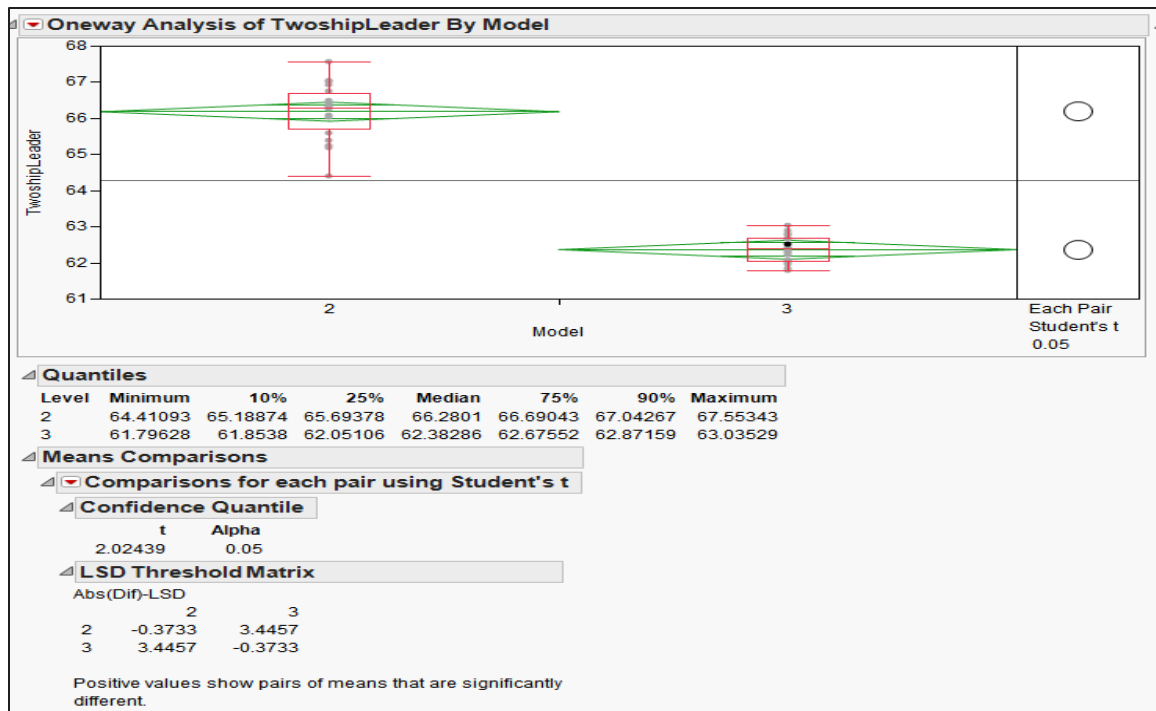 Oneway Analysis of TwoshipLeader By Model
68
67
66
65
64
63
62
61
TwoshipLeader
2 3
Model
Each Pair
Student's t
0.05
Quantiles
Level Minimum 10% 25% Median 75% 90% Maximum
2 64.41093 65.18874 65.69378 66.2801 66.69043 67.04267 67.55343
3 61.79628 61.8538 62.05106 62.38286 62.67552 62.87159 63.03529
Means Comparisons
Comparisons for each pair using Student's t
Confidence Quantile
t Alpha
2.02439 0.05
LSD Threshold Matrix
Abs(Dif)-LSD
2 3
2 -0.3733 3.4457
3 3.4457 -0.3733
Positive values show pairs of means that are significantly
different.